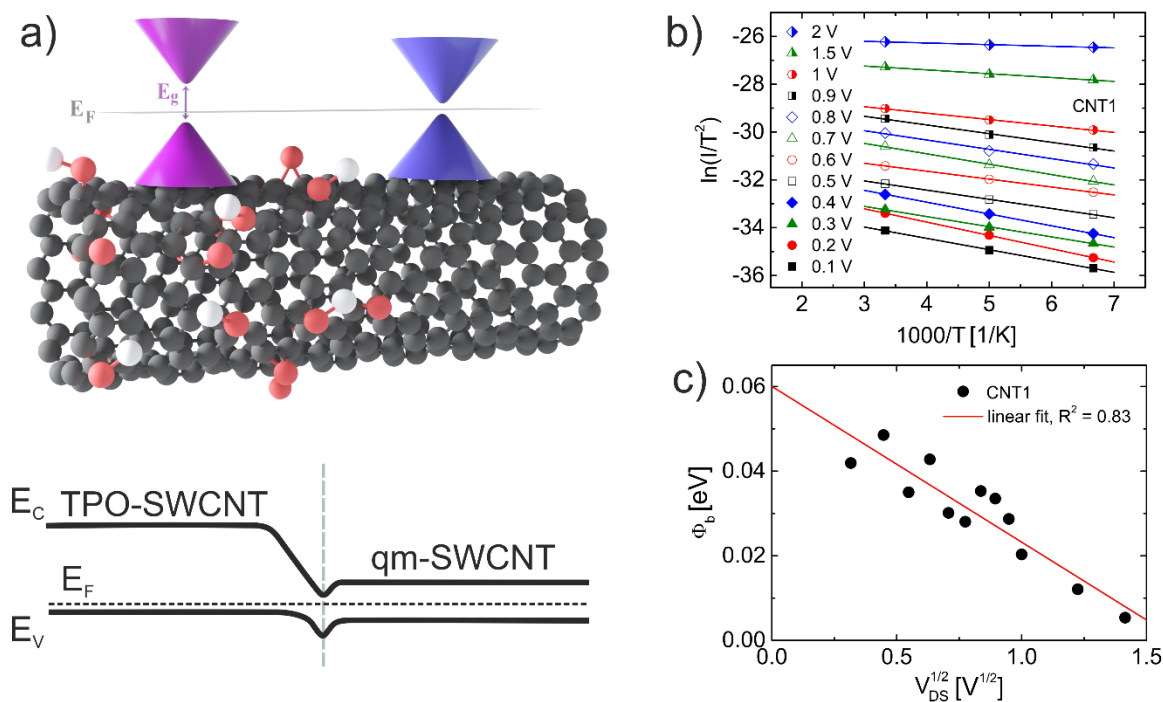 a)
E_g
E_F
E_C TPO-SWCNT
qm-SWCNT
E_F
E_V
b)
-26
-28
-30
-32
-34
-36
ln(I/T²)
2 V
1.5 V
1 V
0.9 V
0.8 V
0.7 V
0.6 V
0.5 V
0.4 V
0.3 V
0.2 V
0.1 V
CNT1
2 3 4 5 6 7
1000/T [1/K]
c)
0.06
0.04
0.02
0.00
Φ_b [eV]
CNT1
linear fit, R² = 0.83
0.0 0.5 1.0 1.5
V_DS^1/2 [V^1/2]